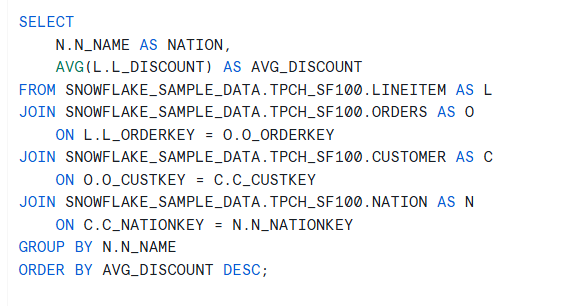 SELECT
N.N_NAME AS NATION,
AVG(L.L_DISCOUNT) AS AVG_DISCOUNT
FROM SNOWFLAKE_SAMPLE_DATA.TPCH_SF100.LINEITEM AS L
JOIN SNOWFLAKE_SAMPLE_DATA.TPCH_SF100.ORDERS AS O
ON L.L_ORDERKEY = O.O_ORDERKEY
JOIN SNOWFLAKE_SAMPLE_DATA.TPCH_SF100.CUSTOMER AS C
ON O.O_CUSTKEY = C.C_CUSTKEY
JOIN SNOWFLAKE_SAMPLE_DATA.TPCH_SF100.NATION AS N
ON C.C_NATIONKEY = N.N_NATIONKEY
GROUP BY N.N_NAME
ORDER BY AVG_DISCOUNT DESC;